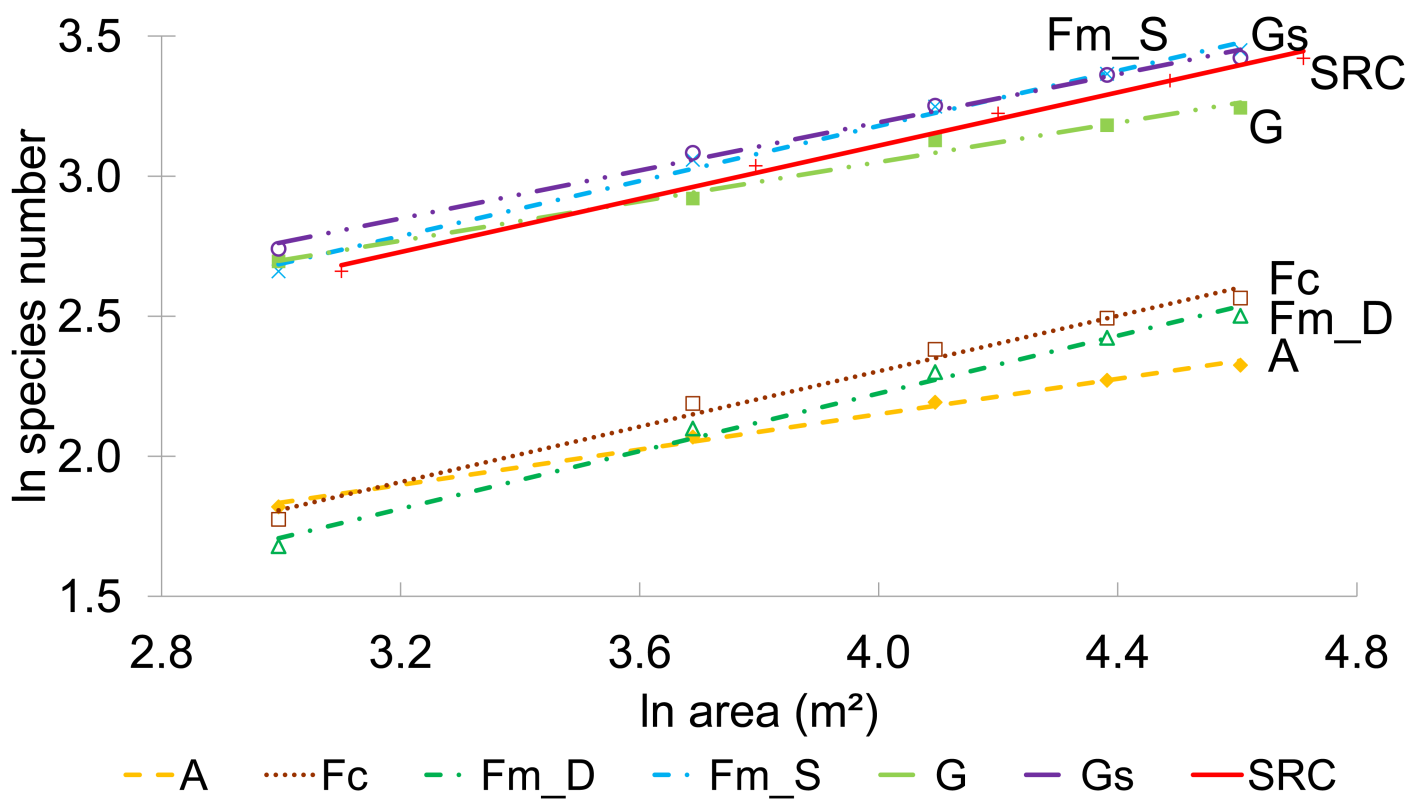 3.5
3.0
2.5
2.0
1.5
ln species number
Fm_S
Gs
SRC
G
Fc
Fm_D
A
2.8 3.2 3.6 4.0 4.4 4.8
ln area (m²)
A Fc Fm_D Fm_S G Gs SRC